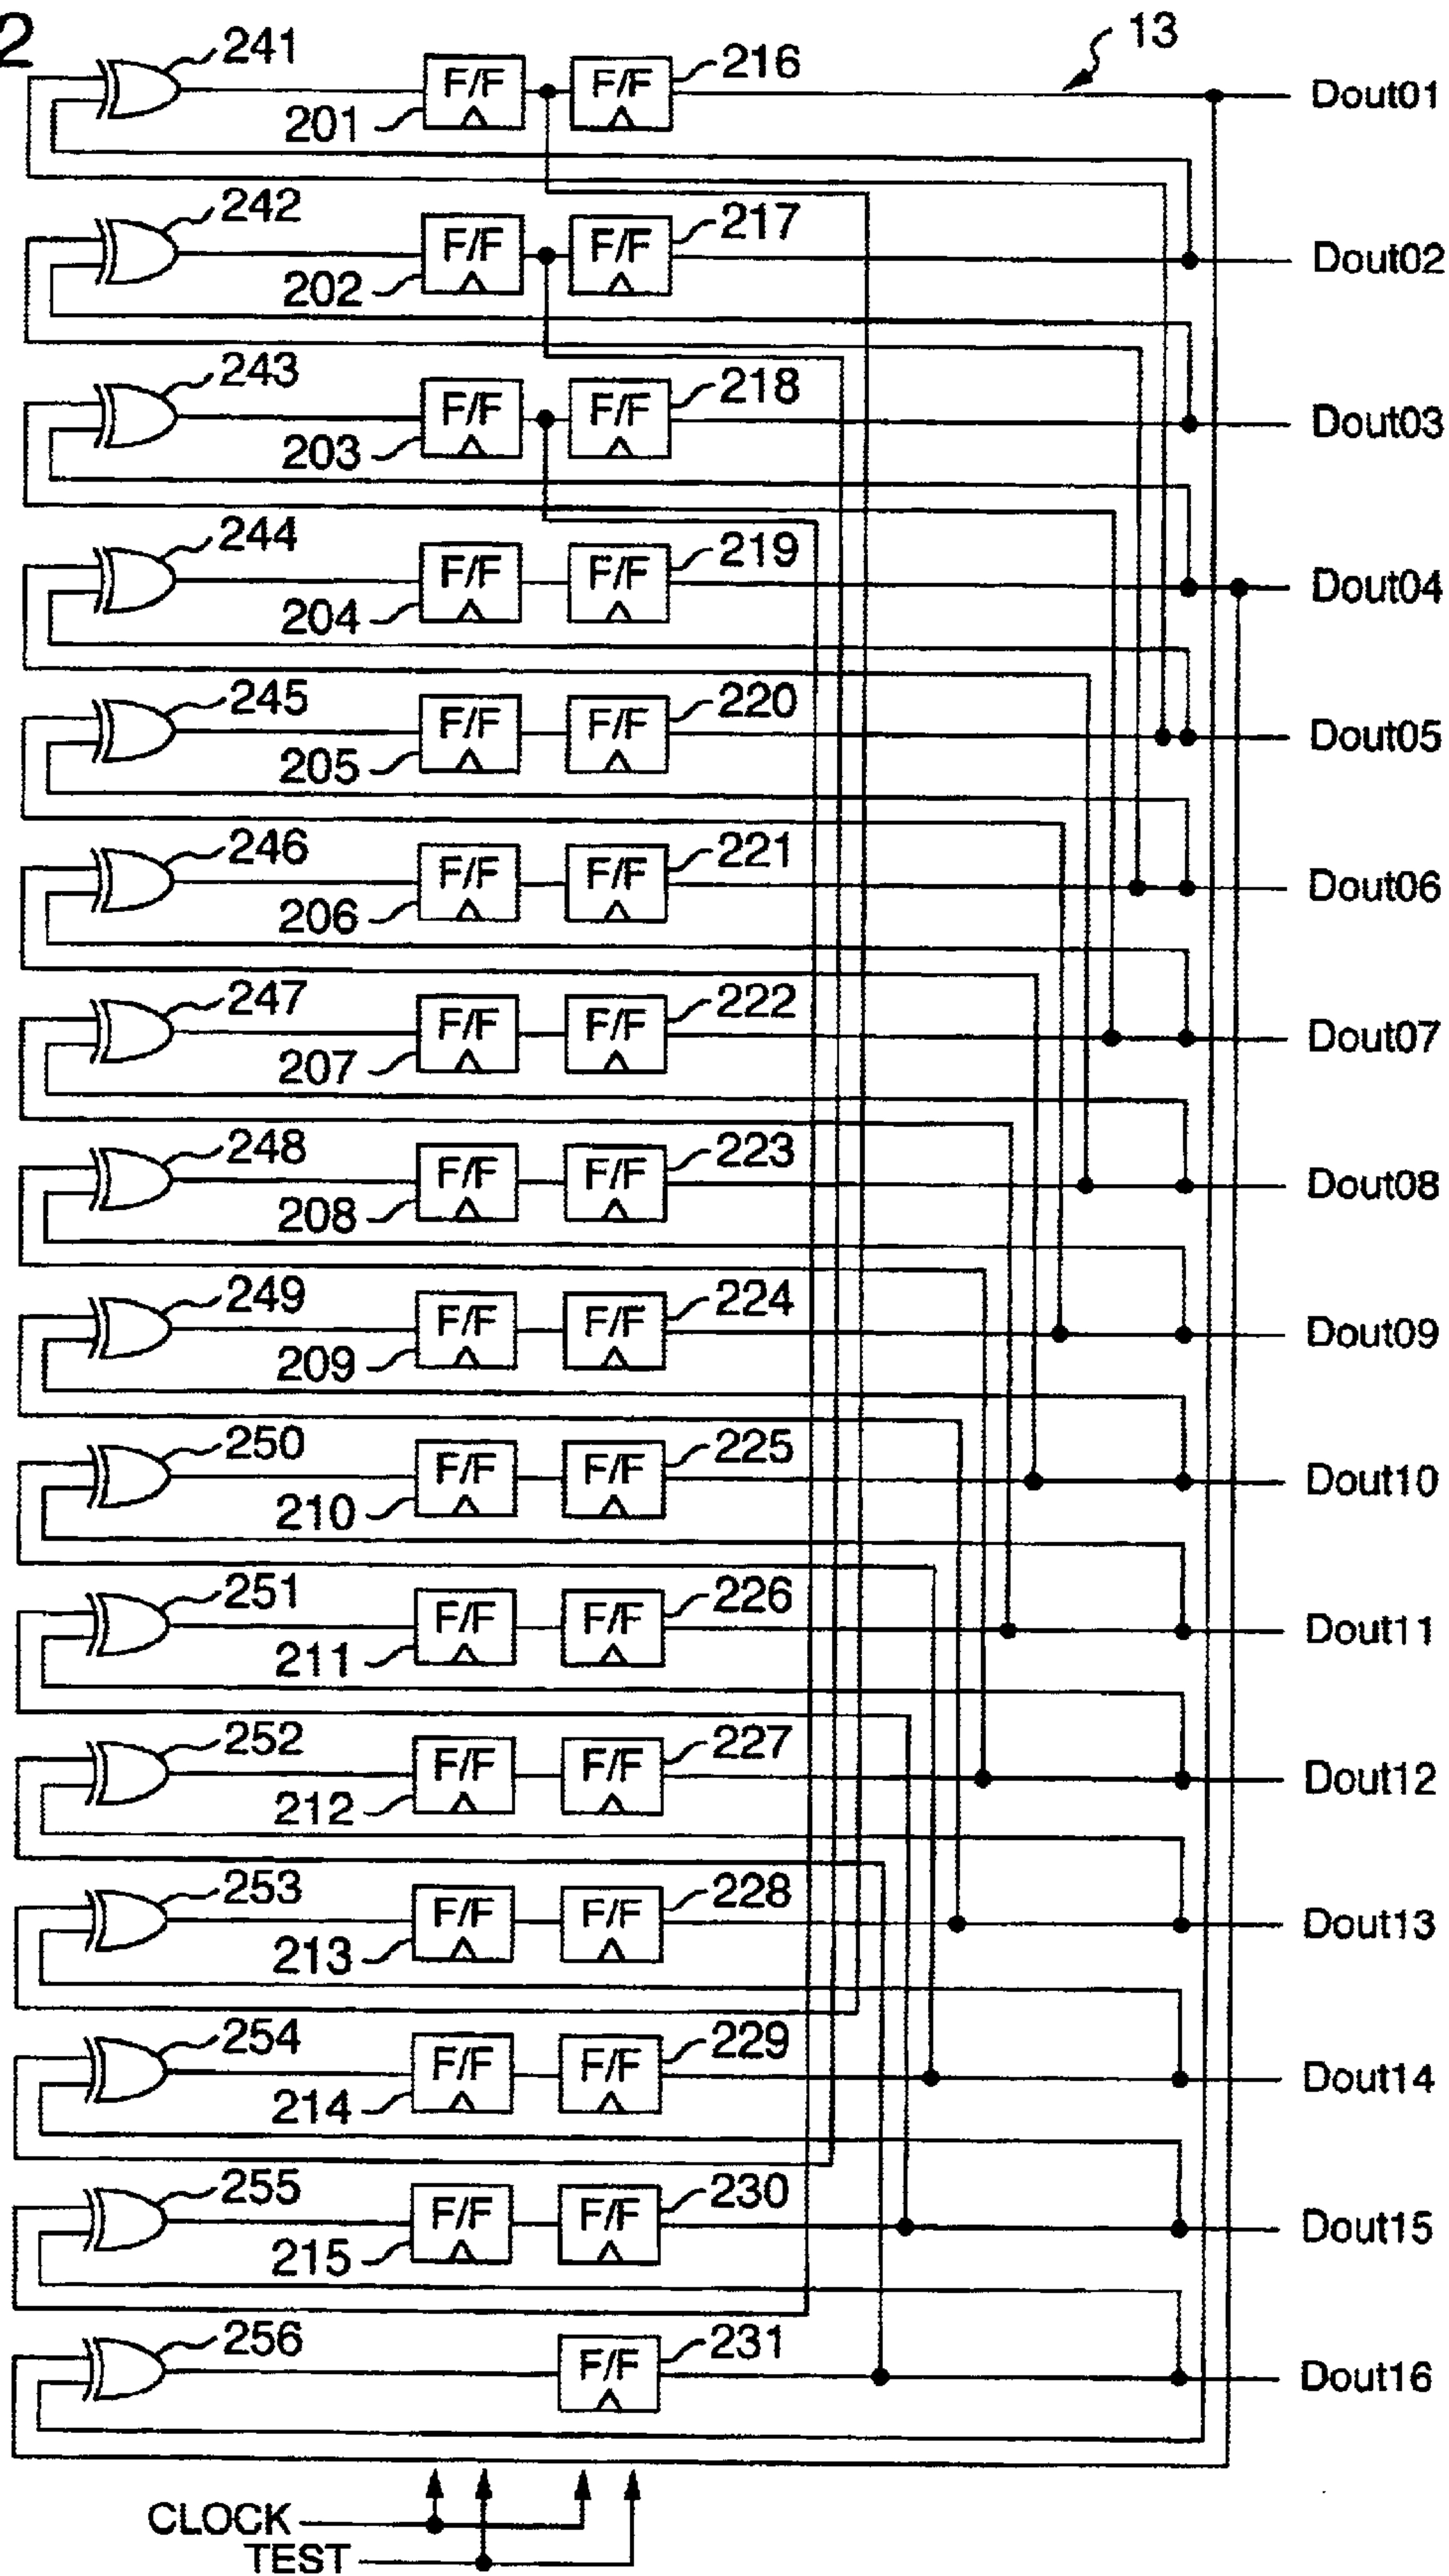 2
241
F/F
F/F
216
13
Dout01
201
242
F/F
F/F
217
Dout02
202
243
F/F
F/F
218
Dout03
203
244
F/F
F/F
219
Dout04
204
245
F/F
F/F
220
Dout05
205
246
F/F
F/F
221
Dout06
206
247
F/F
F/F
222
Dout07
207
248
F/F
F/F
223
Dout08
208
249
F/F
F/F
224
Dout09
209
250
F/F
F/F
225
Dout10
210
251
F/F
F/F
226
Dout11
211
252
F/F
F/F
227
Dout12
212
253
F/F
F/F
228
Dout13
213
254
F/F
F/F
229
Dout14
214
255
F/F
F/F
230
Dout15
215
256
F/F
231
Dout16
CLOCK
TEST